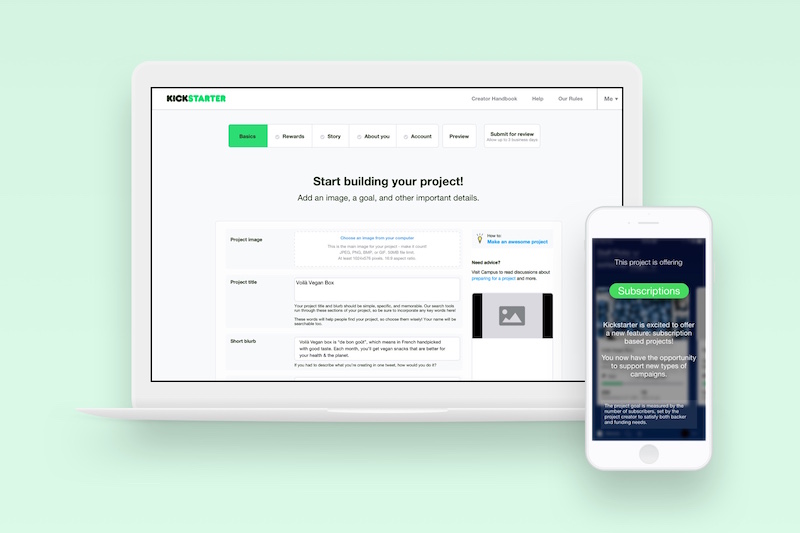 KICKSTARTER
Creator Handbook Help Our Rules Me
Basics Rewards Story About you Account Preview Submit for review
Allow up to 3 business days
Start building your project!
Add an image, a goal, and other important details.
Project image
Choose an image from your computer
This is the main image for your project - make it count!
JPEG, PNG, BMP, or GIF, 50MB file limit.
At least 1024x576 pixels, 16:9 aspect ratio.
How to:
Make an awesome project
Need advice?
Visit Campus to read discussions about
preparing for a project and more.
Project title
Voilà Vegan Box
Your project title and blurb should be simple, specific, and memorable. Our search tools
run through these sections of your project, so be sure to incorporate any key words here!
These words will help people find your project, so choose them wisely! Your name will be
searchable too.
Short blurb
Voilà Vegan box is "de bon goût", which means in French handpicked
with good taste. Each month, you'll get vegan snacks that are better for
your health & the planet.
If you had to describe what you're creating in one tweet, how would you do it?
This project is offering
Subscriptions
Kickstarter is excited to offer
a new feature: subscription
based projects!
You now have the opportunity
to support new types of
campaigns.
The project goal is measured by the
number of subscribers, set by the
project creator to satisfy both backer
and funding needs.